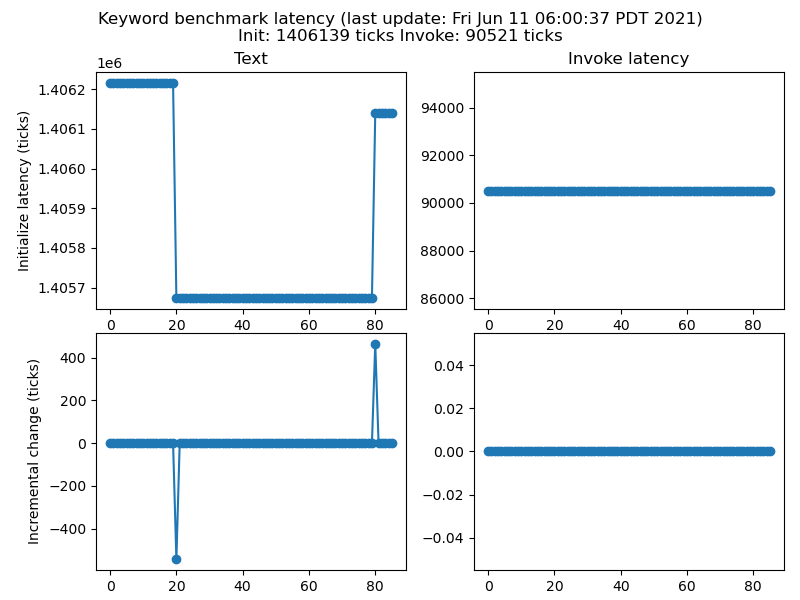 Keyword benchmark latency (last update: Fri Jun 11 06:00:37 PDT 2021)
Init: 1406139 ticks Invoke: 90521 ticks
Text
1e6
Initialize latency (ticks)
1.4062
1.4061
1.4060
1.4059
1.4058
1.4057
0 20 40 60 80
Invoke latency
94000
92000
90000
88000
86000
0 20 40 60 80
Incremental change (ticks)
400
200
0
−200
−400
0 20 40 60 80
0.04
0.02
0.00
−0.02
−0.04
0 20 40 60 80